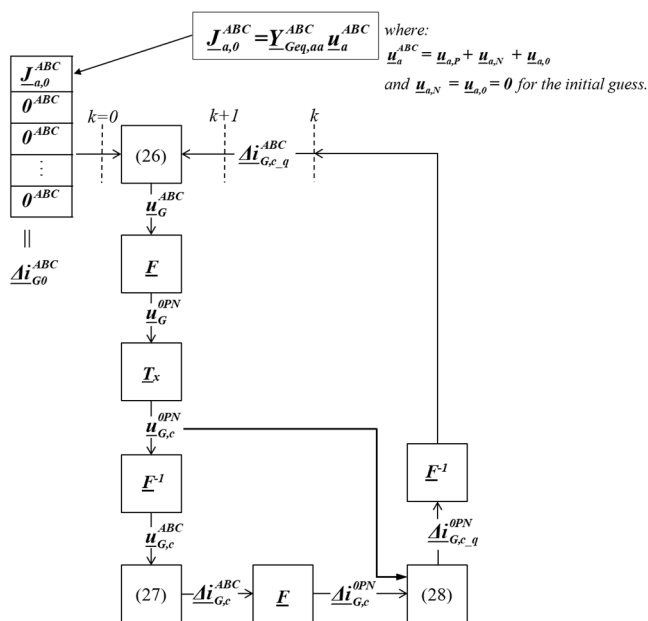 J_{a,0}^{ABC} = Y_{Geq,aa}^{ABC} u_a^{ABC}
where:
u_a^{ABC} = u_{a,P} + u_{a,N} + u_{a,0}
and u_{a,N} = u_{a,0} = 0 for the initial guess.
J_{a,0}^{ABC}
0^{ABC}
0^{ABC}
⋮
0^{ABC}
||
Δi_{G0}^{ABC}
k=0
k+1
k
(26)
Δi_{G,c_q}^{ABC}
u_G^{ABC}
F
u_G^{0PN}
T_x
u_{G,c}^{0PN}
F^{-1}
F^{-1}
u_{G,c}^{ABC}
Δi_{G,c_q}^{0PN}
(27)
Δi_{G,c}^{ABC}
F
Δi_{G,c}^{0PN}
(28)